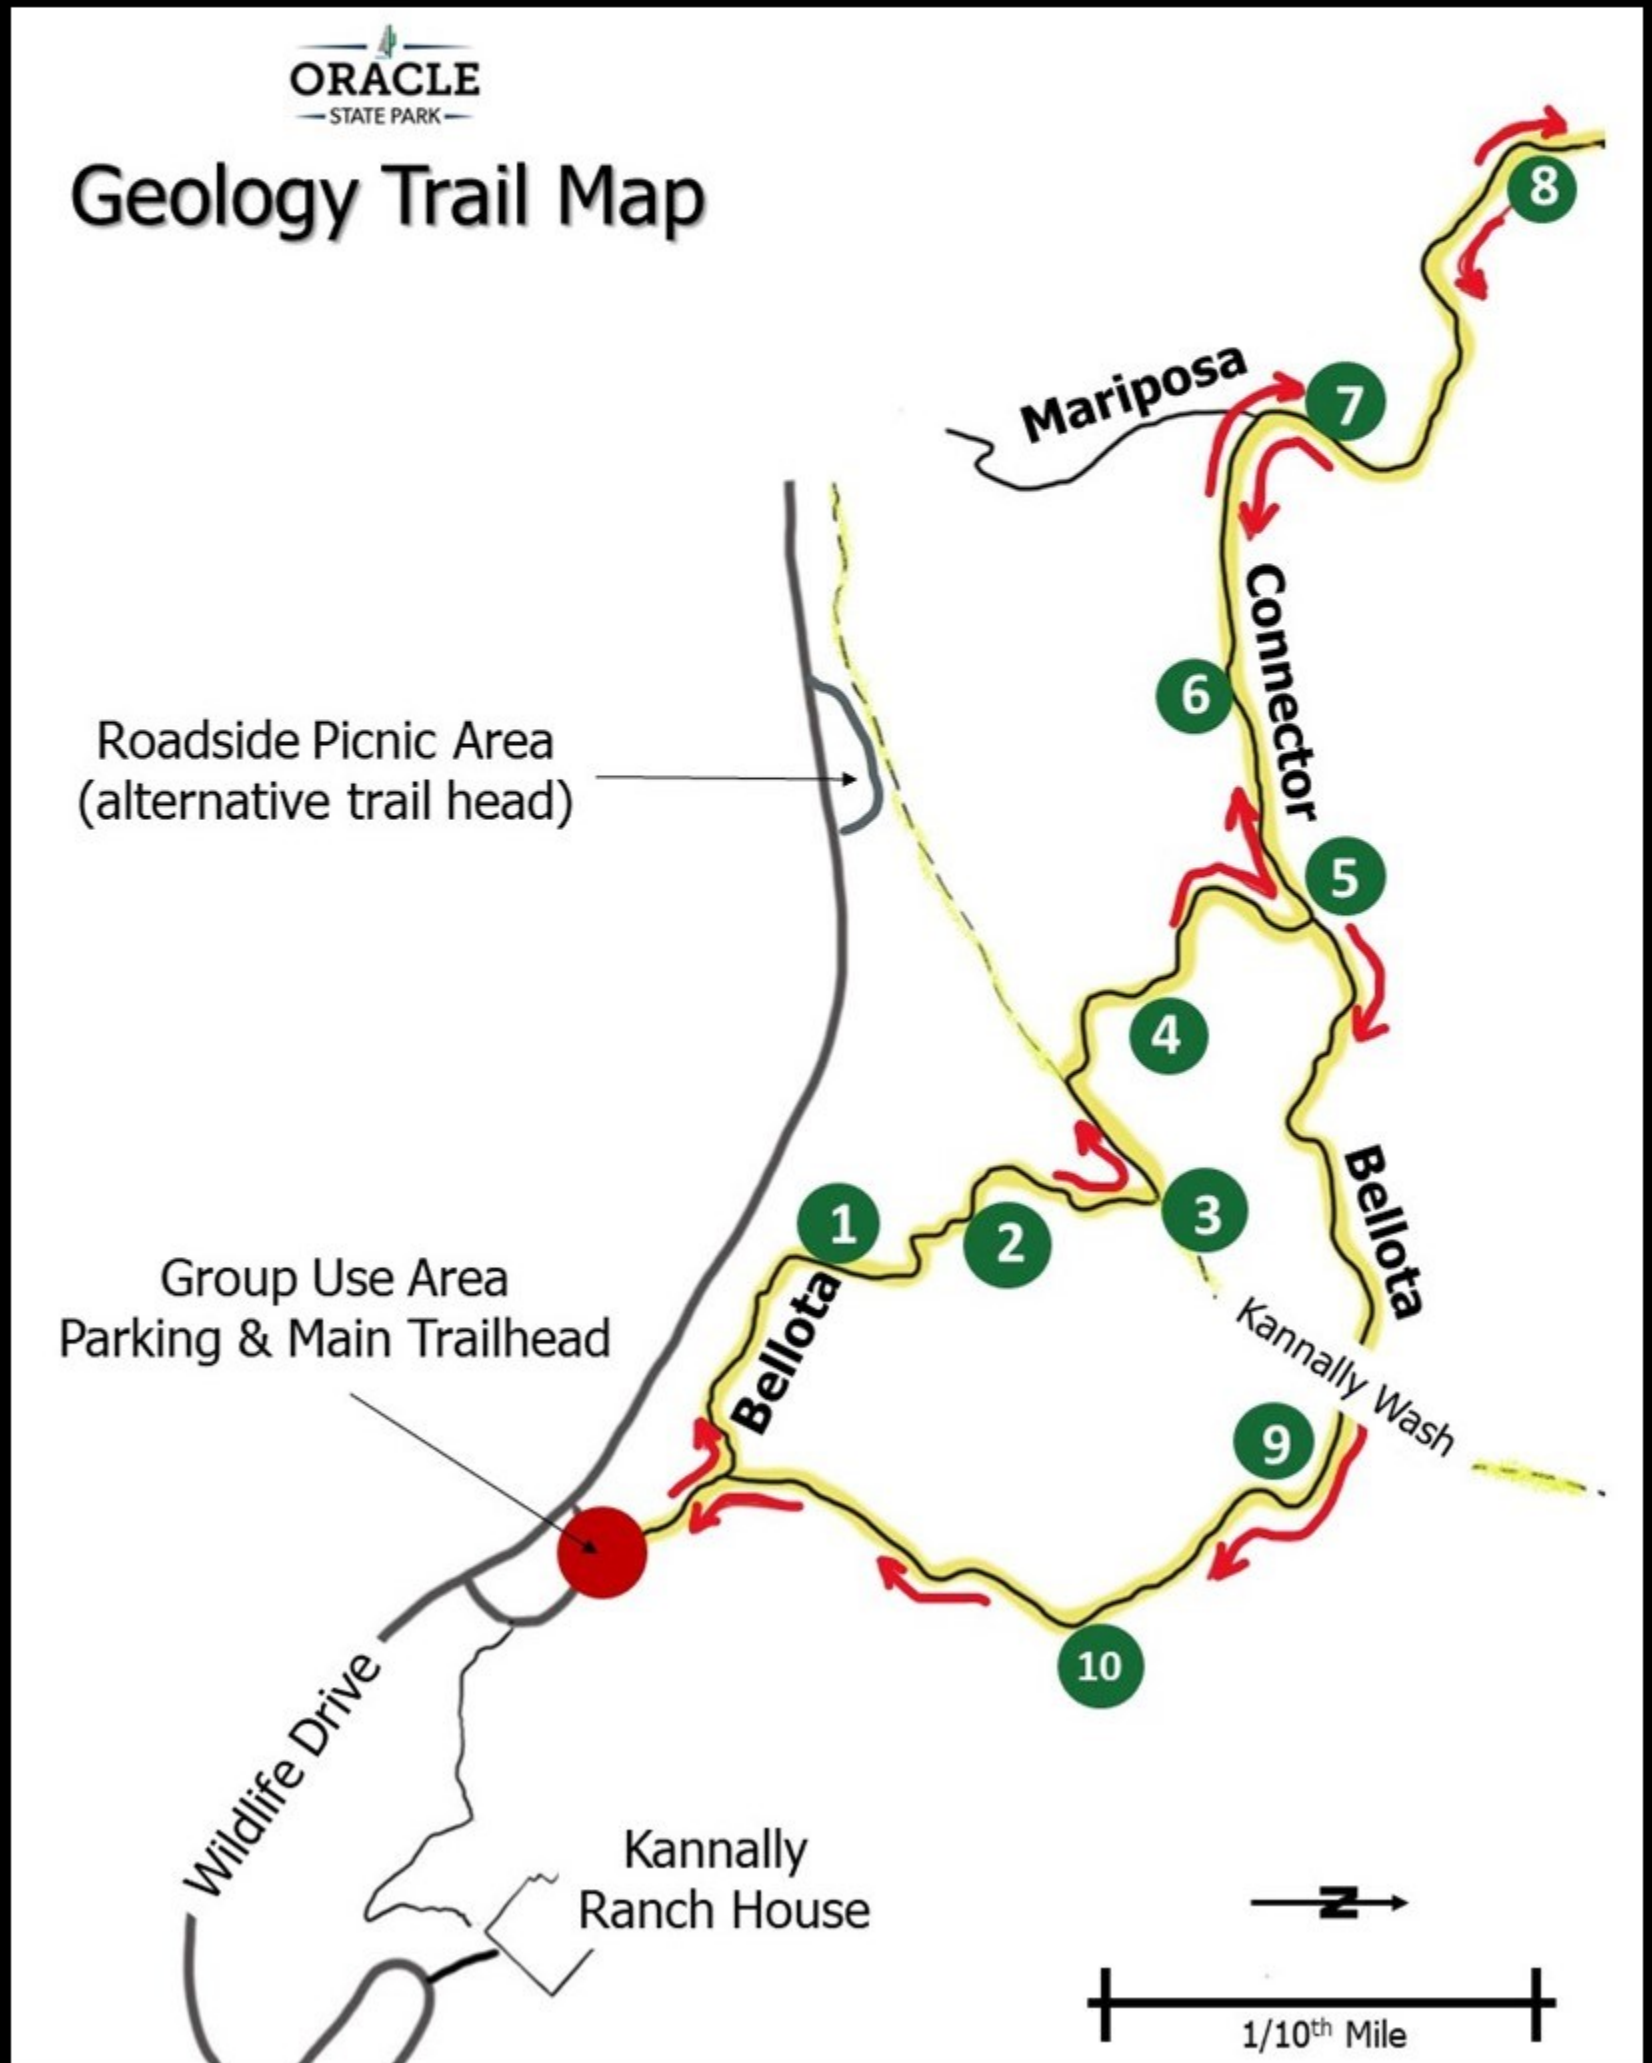 ORACLE
STATE PARK
Geology Trail Map
8
Mariposa
7
Connector
6
Roadside Picnic Area
(alternative trail head)
5
4
Bellota
3
1
2
Group Use Area
Parking & Main Trailhead
Bellota
Kannally Wash
9
10
Wildlife Drive
Kannally
Ranch House
N
1/10th Mile